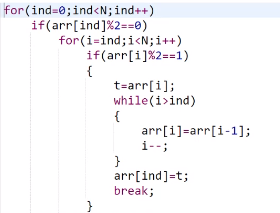 for(ind=0;ind<N;ind++)
if(arr[ind]%2==0)
for(i=ind;i<N;i++)
if(arr[i]%2==1)
{
t=arr[i];
while(i>ind)
{
arr[i]=arr[i-1];
i--;
}
arr[ind]=t;
break;
}